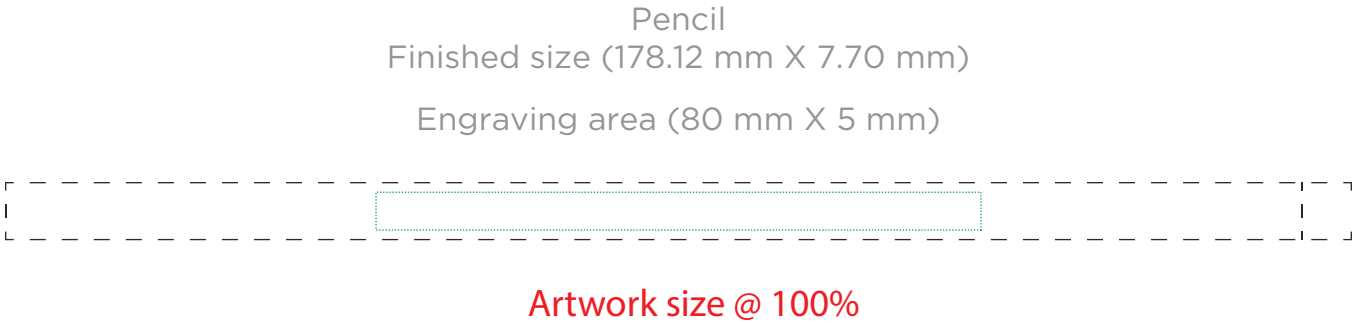 Pencil
Finished size (178.12 mm X 7.70 mm)
Engraving area (80 mm X 5 mm)
Artwork size @ 100%